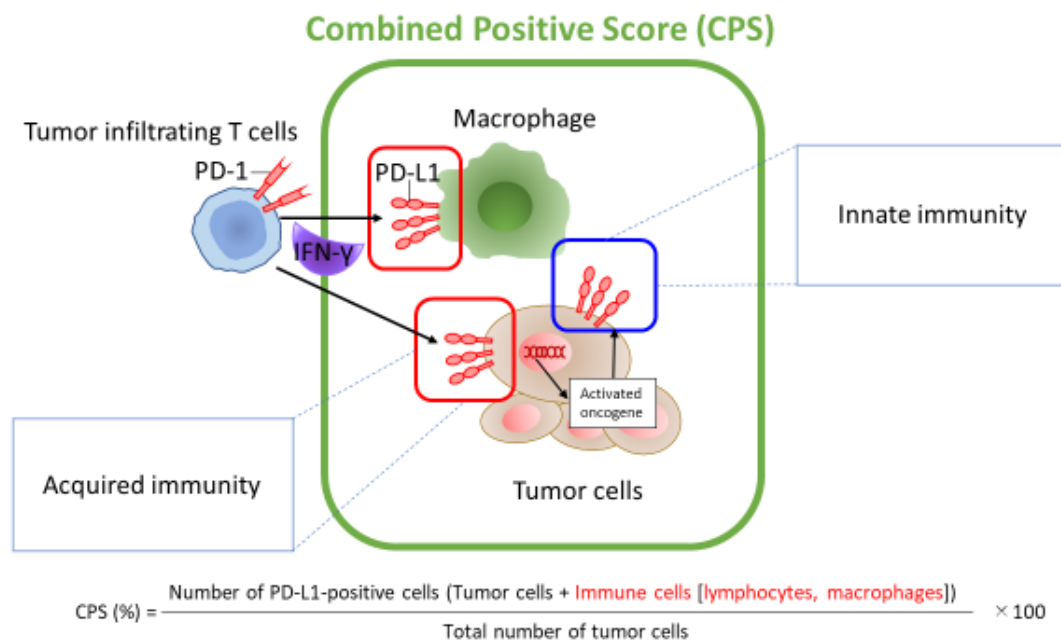 Combined Positive Score (CPS)
Tumor infiltrating T cells
Macrophage
PD-1
PD-L1
IFN-γ
Innate immunity
Activated
oncogene
Acquired immunity
Tumor cells
CPS (%) =
Number of PD-L1-positive cells (Tumor cells + Immune cells [lymphocytes, macrophages])
Total number of tumor cells
×100